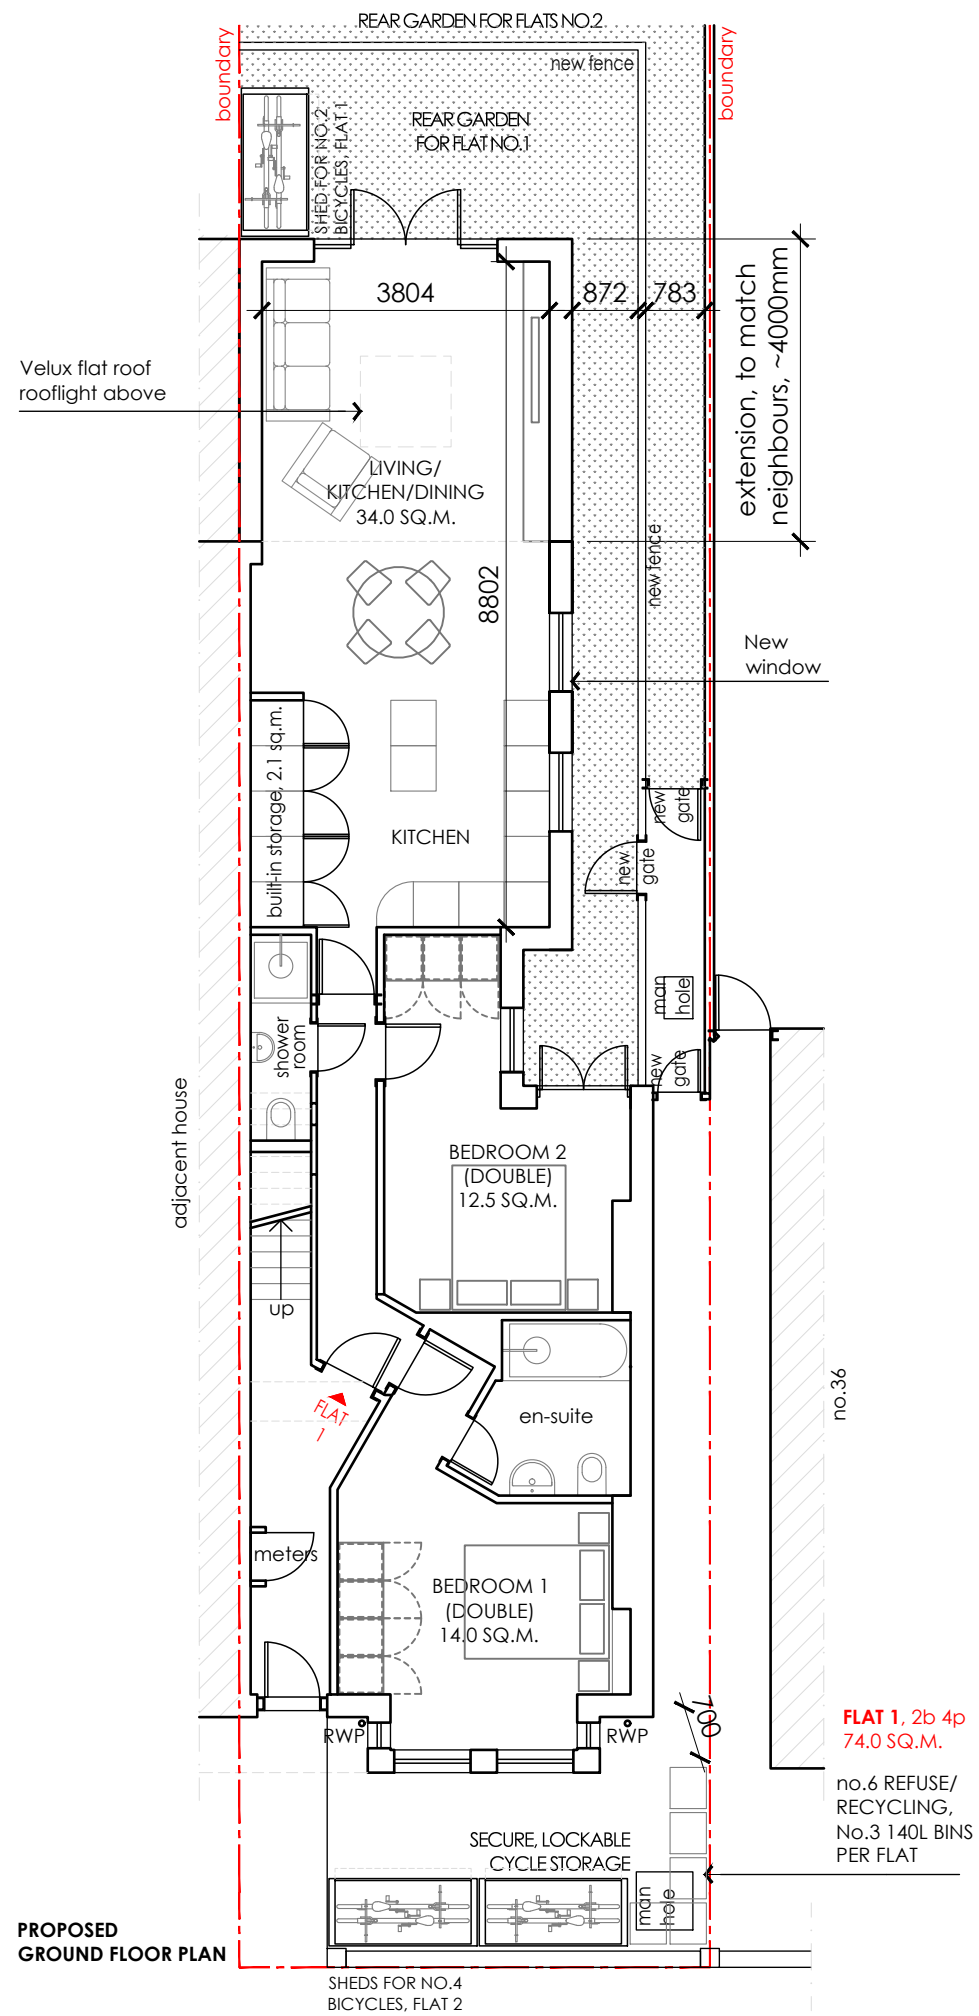 REAR GARDEN FOR FLATS NO.2
boundary
boundary
new fence
REAR GARDEN
FOR FLAT NO.1
SHED FOR NO.2
BICYCLES, FLAT 1
3804
872
783
extension, to match
neighbours, ~4000mm
Velux flat roof
rooflight above
LIVING/
KITCHEN/DINING
34.0 SQ.M.
new fence
8802
New
window
built-in storage, 2.1 sq.m.
KITCHEN
new
gate
new
gate
man
hole
shower
room
new
gate
adjacent house
BEDROOM 2
(DOUBLE)
12.5 SQ.M.
up
FLAT
1
en-suite
no.36
meters
BEDROOM 1
(DOUBLE)
14.0 SQ.M.
RWP
RWP
700
FLAT 1, 2b 4p
74.0 SQ.M.
no.6 REFUSE/
RECYCLING,
No.3 140L BINS
PER FLAT
SECURE, LOCKABLE
CYCLE STORAGE
man
hole
PROPOSED
GROUND FLOOR PLAN
SHEDS FOR NO.4
BICYCLES, FLAT 2